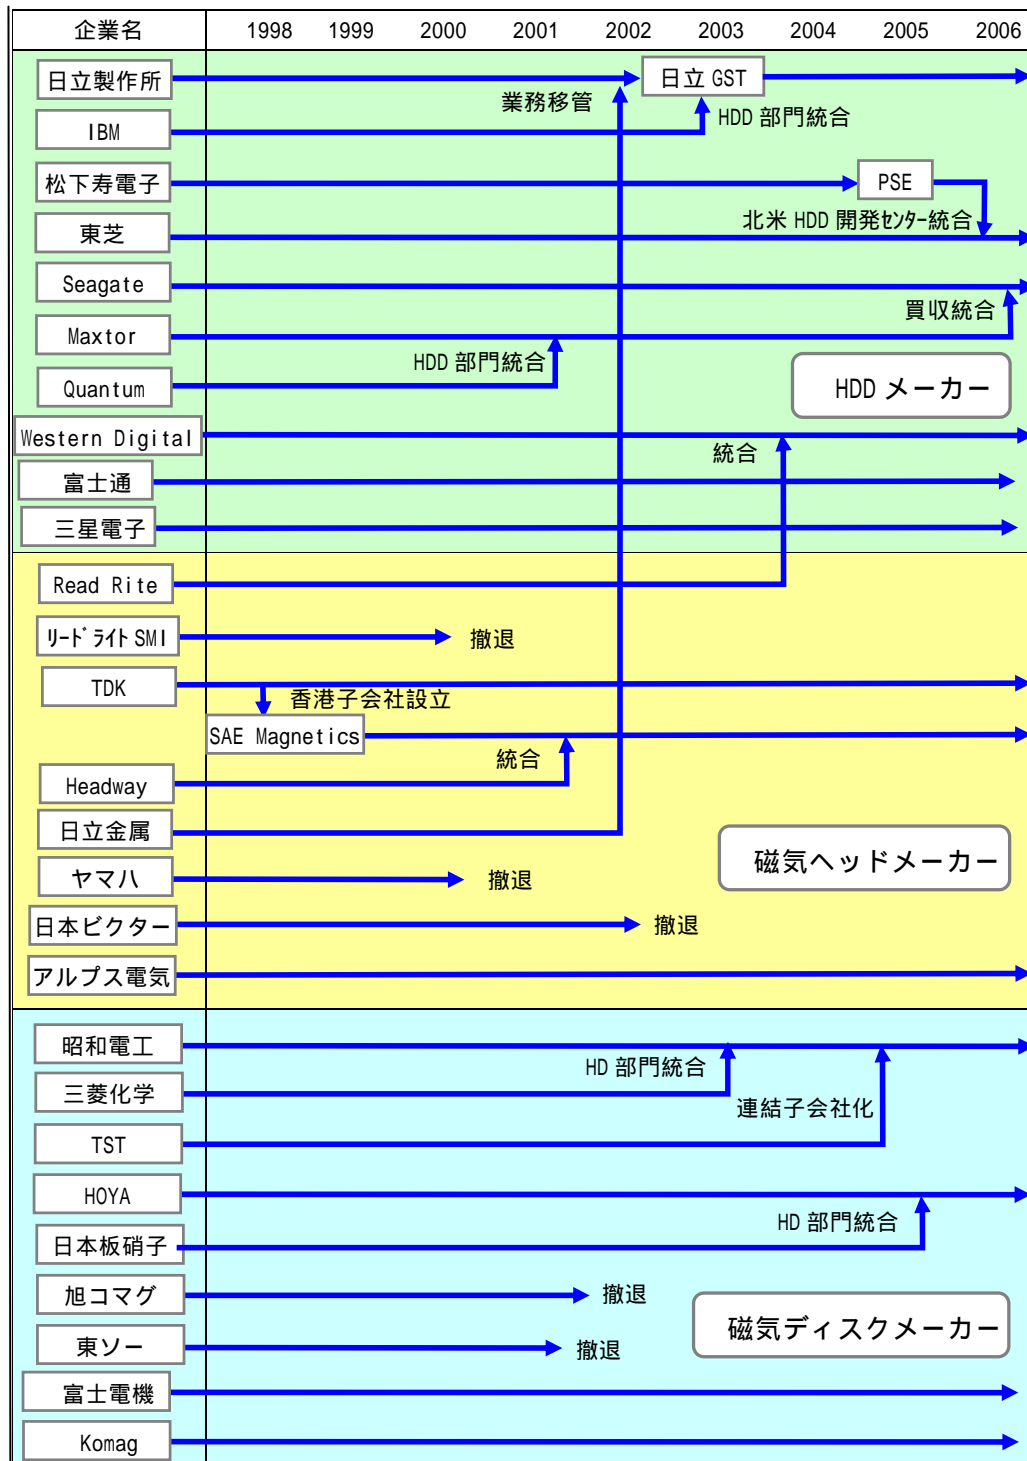 企業名 1998 1999 2000 2001 2002 2003 2004 2005 2006
日立製作所 日立 GST
業務移管
IBM HDD 部門統合
松下寿電子 PSE
東芝 北米 HDD 開発ｾﾝﾀｰ統合
Seagate
買収統合
Maxtor
HDD 部門統合
Quantum HDD メーカー
Western Digital
統合
富士通
三星電子
Read Rite
ﾘｰﾄﾞﾗｲﾄ SMI 撤退
TDK
香港子会社設立
SAE Magnetics
統合
Headway
日立金属
磁気ヘッドメーカー
ヤマハ 撤退
日本ビクター 撤退
アルプス電気
昭和電工
HD 部門統合
三菱化学
連結子会社化
TST
HOYA
HD 部門統合
日本板硝子
旭コマグ 撤退
磁気ディスクメーカー
東ソー 撤退
富士電機
Komag